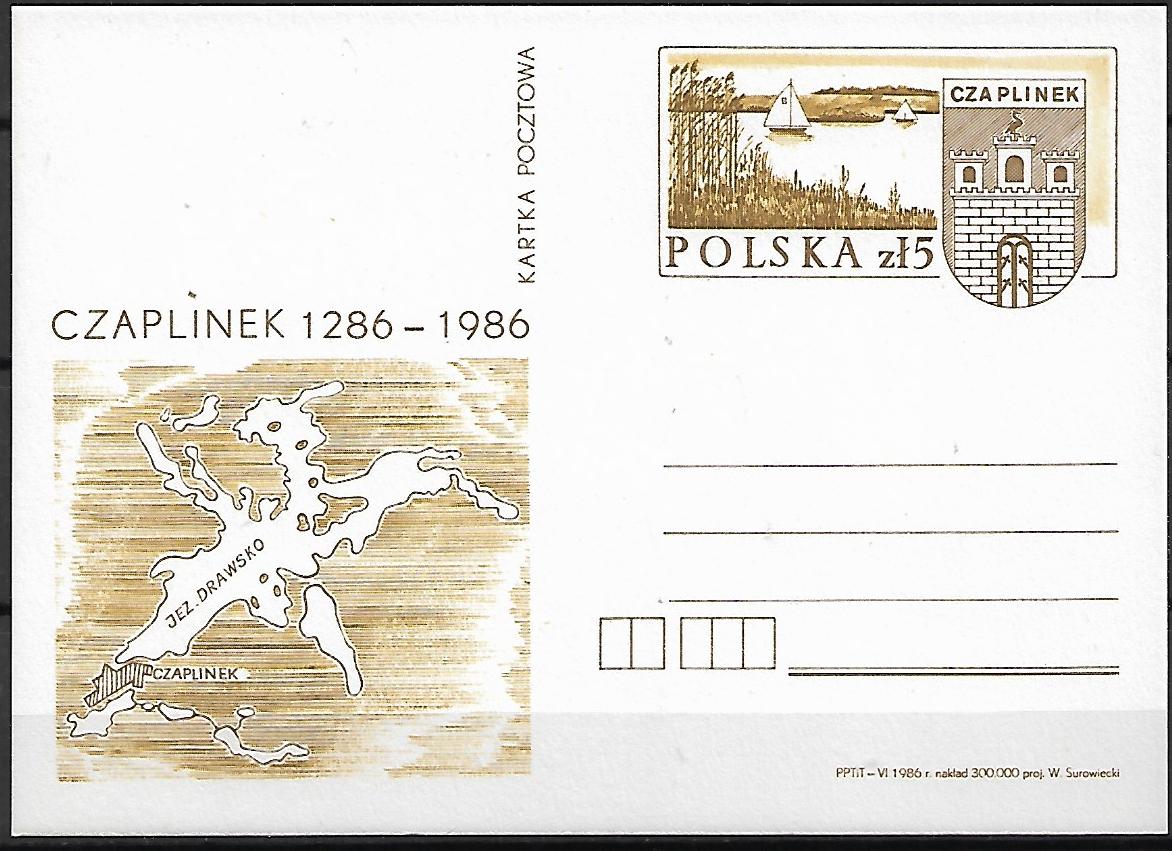 KARTKA POCZTOWA
CZAPLINEK
POLSKA zł5
CZAPLINEK 1286 – 1986
JEZ. DRAWSKO
CZAPLINEK
PPTiT – VI 1986 r. nakład 300.000 proj. W. Surowiecki